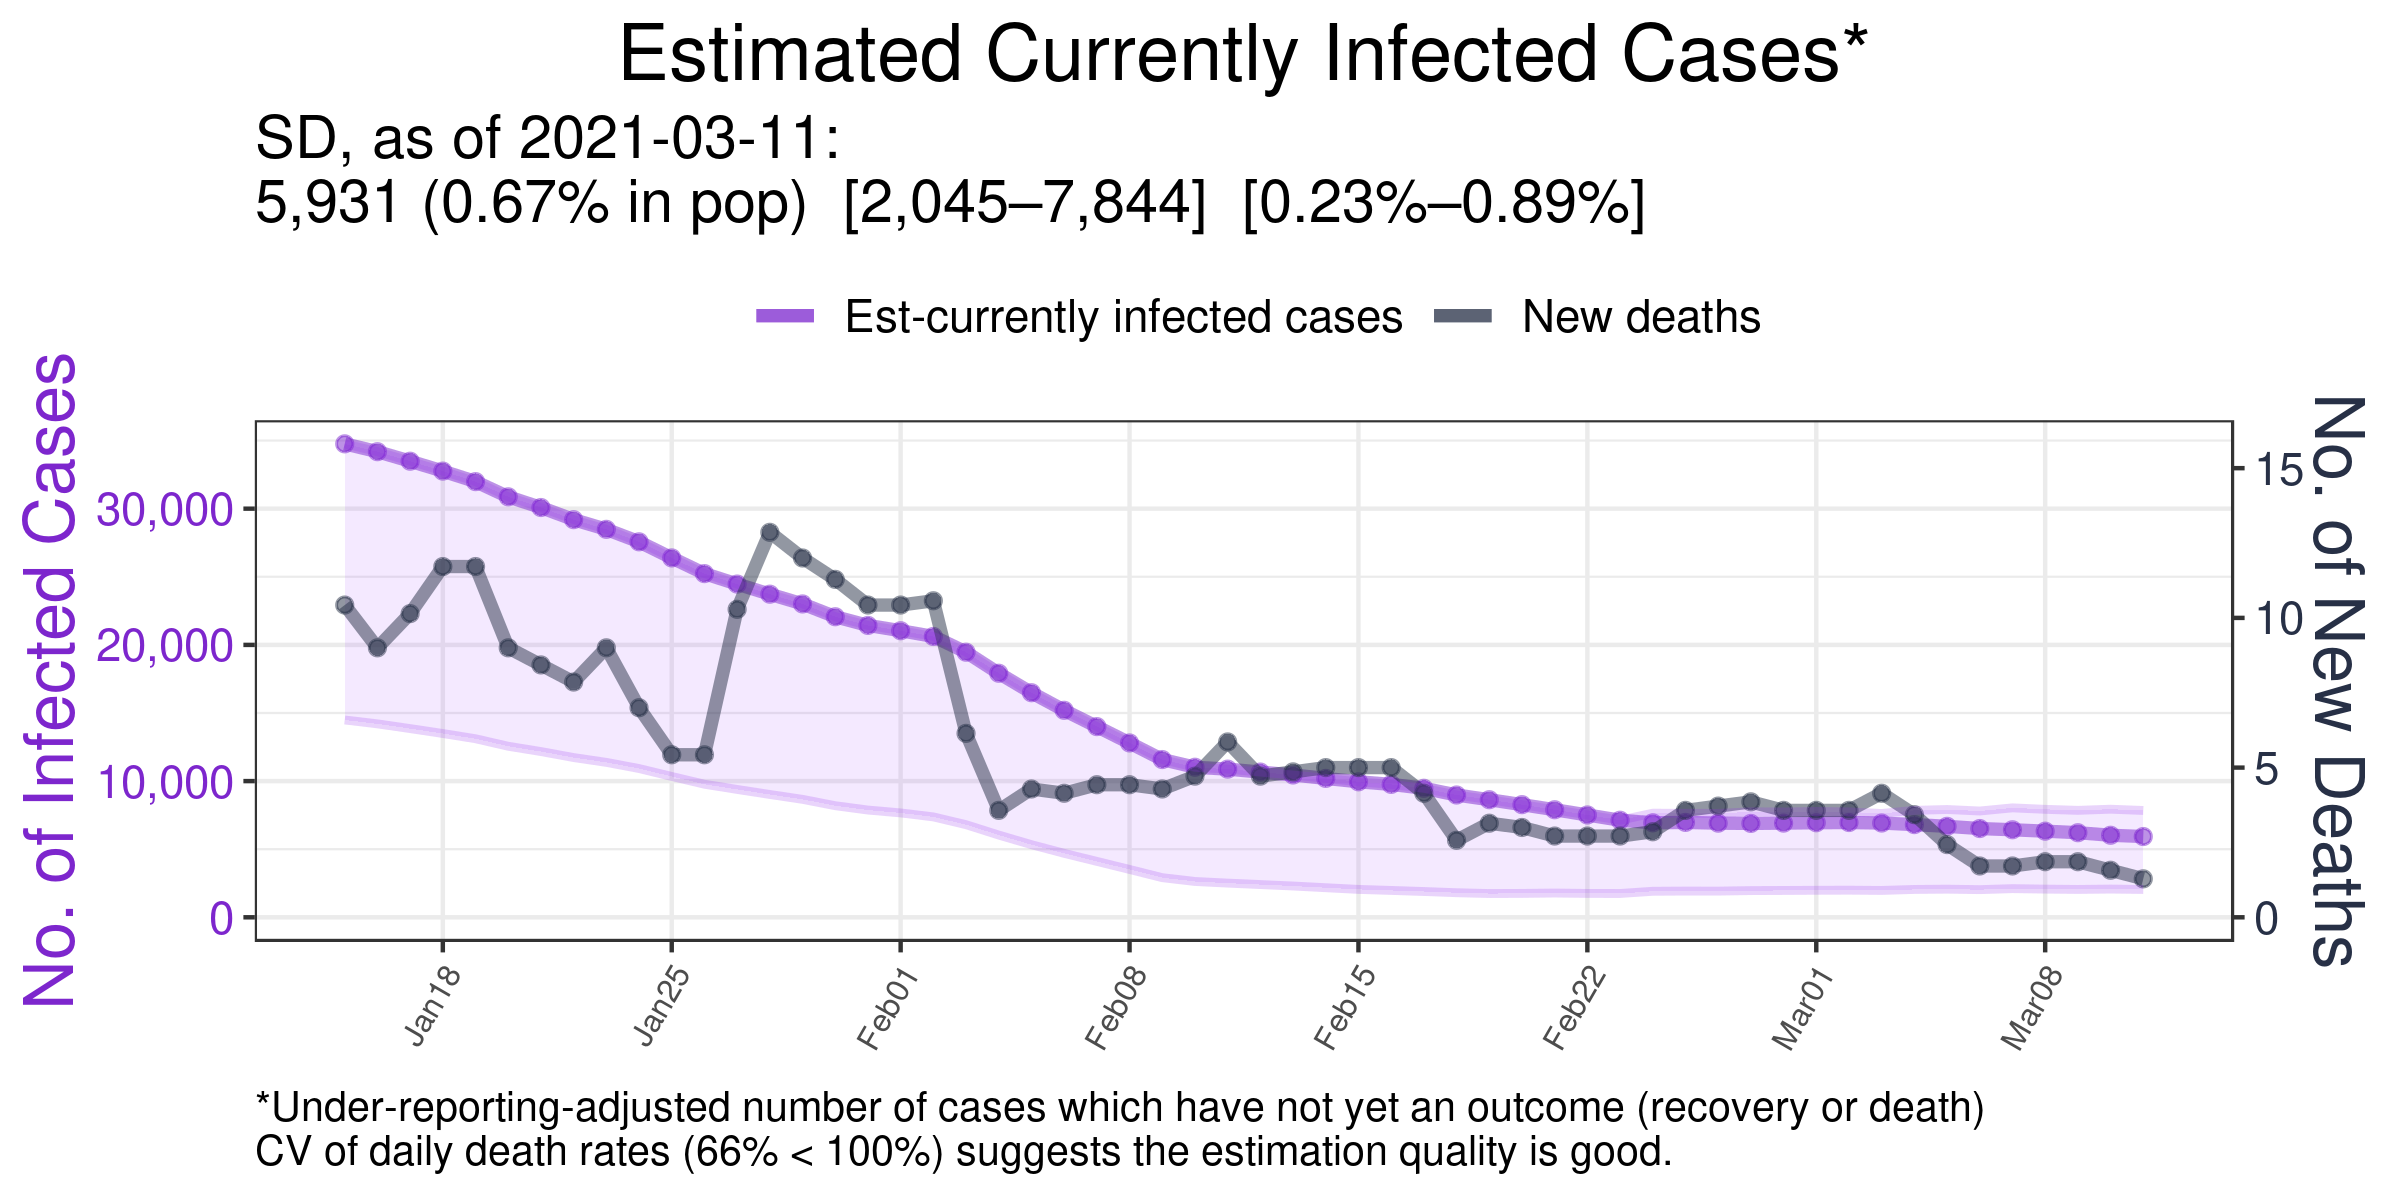 Estimated Currently Infected Cases*
SD, as of 2021-03-11:
5,931 (0.67% in pop)  [2,045–7,844]  [0.23%–0.89%]
Est-currently infected cases
New deaths
No. of Infected Cases
30,000
20,000
10,000
0
15
10
5
0
No. of New Deaths
Jan18
Jan25
Feb01
Feb08
Feb15
Feb22
Mar01
Mar08
*Under-reporting-adjusted number of cases which have not yet an outcome (recovery or death)
CV of daily death rates (66% < 100%) suggests the estimation quality is good.